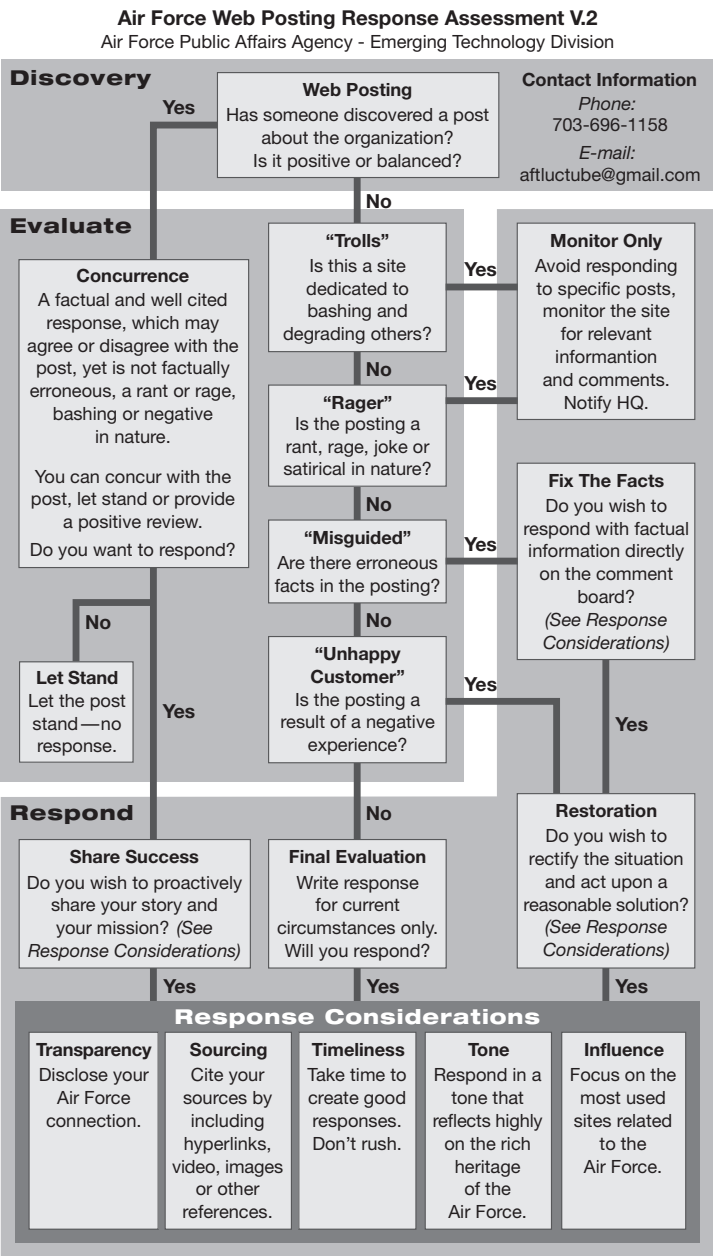 Air Force Web Posting Response Assessment V.2
Air Force Public Affairs Agency - Emerging Technology Division
Discovery
Web Posting
Has someone discovered a post
about the organization?
Is it positive or balanced?
Contact Information
Phone:
703-696-1158
E-mail:
aftluctube@gmail.com
Yes
No
Evaluate
Concurrence
A factual and well cited
response, which may
agree or disagree with the
post, yet is not factually
erroneous, a rant or rage,
bashing or negative
in nature.
You can concur with the
post, let stand or provide
a positive review.
Do you want to respond?
No
Let Stand
Let the post
stand—no
response.
Yes
“Trolls”
Is this a site
dedicated to
bashing and
degrading others?
Yes
No
“Rager”
Is the posting a
rant, rage, joke or
satirical in nature?
Yes
No
“Misguided”
Are there erroneous
facts in the posting?
Yes
No
“Unhappy
Customer”
Is the posting a
result of a negative
experience?
Yes
No
Monitor Only
Avoid responding
to specific posts,
monitor the site
for relevant
informantion
and comments.
Notify HQ.
Fix The Facts
Do you wish to
respond with factual
information directly
on the comment
board?
(See Response
Considerations)
Yes
Respond
Share Success
Do you wish to proactively
share your story and
your mission? (See
Response Considerations)
Yes
Final Evaluation
Write response
for current
circumstances only.
Will you respond?
Yes
Restoration
Do you wish to
rectify the situation
and act upon a
reasonable solution?
(See Response
Considerations)
Yes
Response Considerations
Transparency
Disclose your
Air Force
connection.
Sourcing
Cite your
sources by
including
hyperlinks,
video, images
or other
references.
Timeliness
Take time to
create good
responses.
Don’t rush.
Tone
Respond in a
tone that
reflects highly
on the rich
heritage
of the
Air Force.
Influence
Focus on the
most used
sites related
to the
Air Force.